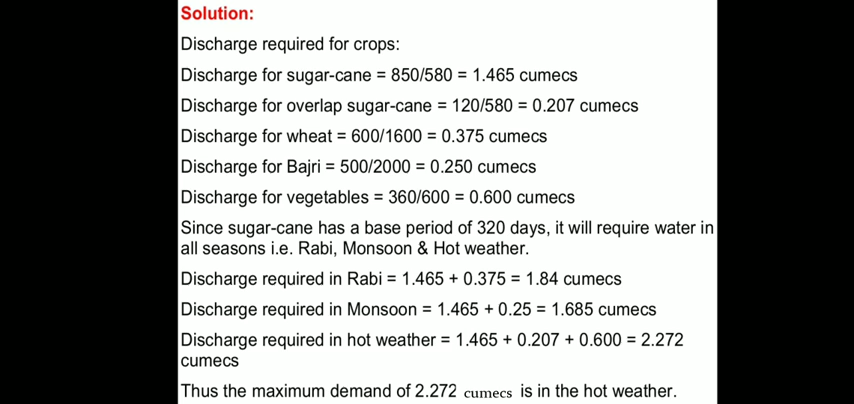 Solution:
Discharge required for crops:
Discharge for sugar-cane = 850/580 = 1.465 cumecs
Discharge for overlap sugar-cane = 120/580 = 0.207 cumecs
Discharge for wheat = 600/1600 = 0.375 cumecs
Discharge for Bajri = 500/2000 = 0.250 cumecs
Discharge for vegetables = 360/600 = 0.600 cumecs
Since sugar-cane has a base period of 320 days, it will require water in
all seasons i.e. Rabi, Monsoon & Hot weather.
Discharge required in Rabi = 1.465 + 0.375 = 1.84 cumecs
Discharge required in Monsoon = 1.465 + 0.25 = 1.685 cumecs
Discharge required in hot weather = 1.465 + 0.207 + 0.600 = 2.272
cumecs
Thus the maximum demand of 2.272 cumecs is in the hot weather.